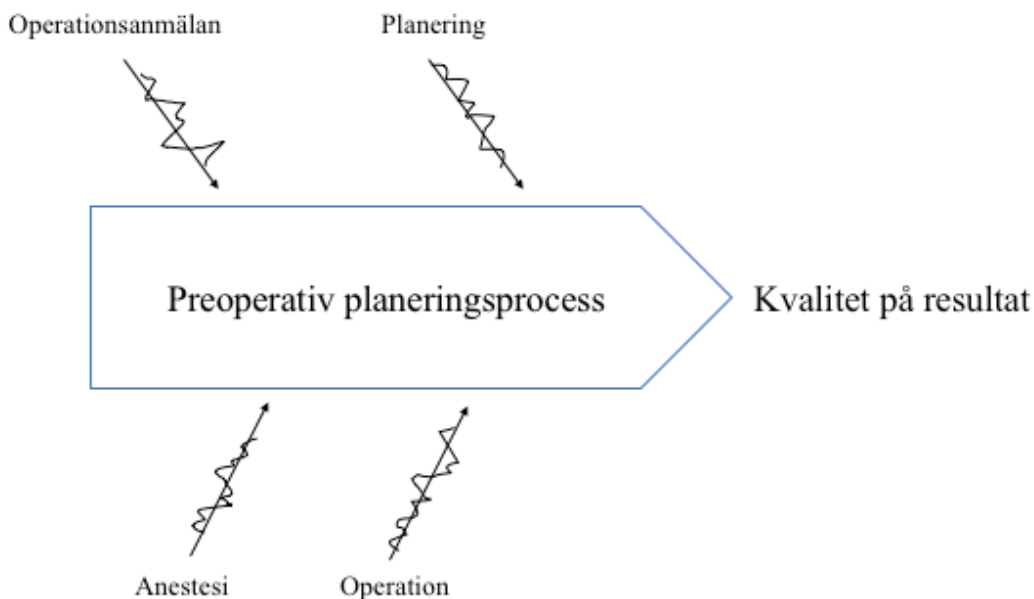 Operationsanmälan
Planering
Preoperativ planeringsprocess
Kvalitet på resultat
Anestesi
Operation